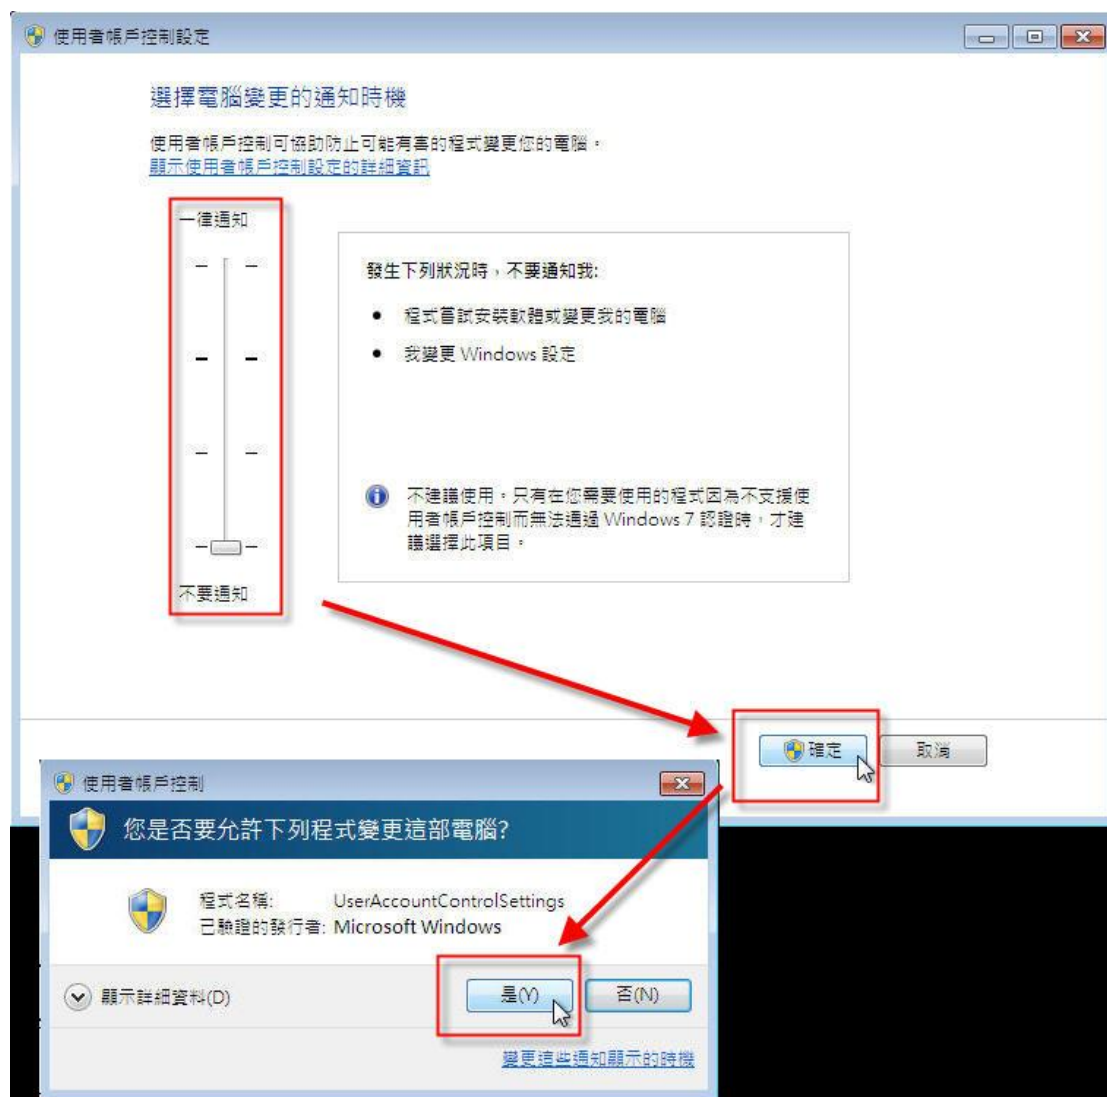 使用者帳戶控制設定
選擇電腦變更的通知時機
使用者帳戶控制可協助防止可能有害的程式變更您的電腦。
顯示使用者帳戶控制設定的詳細資訊
一律通知
發生下列狀況時，不要通知我:
• 程式嘗試安裝軟體或變更我的電腦
• 我變更 Windows 設定
不建議使用。只有在您需要使用的程式因為不支援使
用者帳戶控制而無法通過 Windows 7 認證時，才建
議選擇此項目。
不要通知
確定
取消
使用者帳戶控制
您是否要允許下列程式變更這部電腦?
程式名稱: UserAccountControlSettings
已驗證的發行者: Microsoft Windows
顯示詳細資料(D)
是(Y)
否(N)
變更這些通知顯示的時機